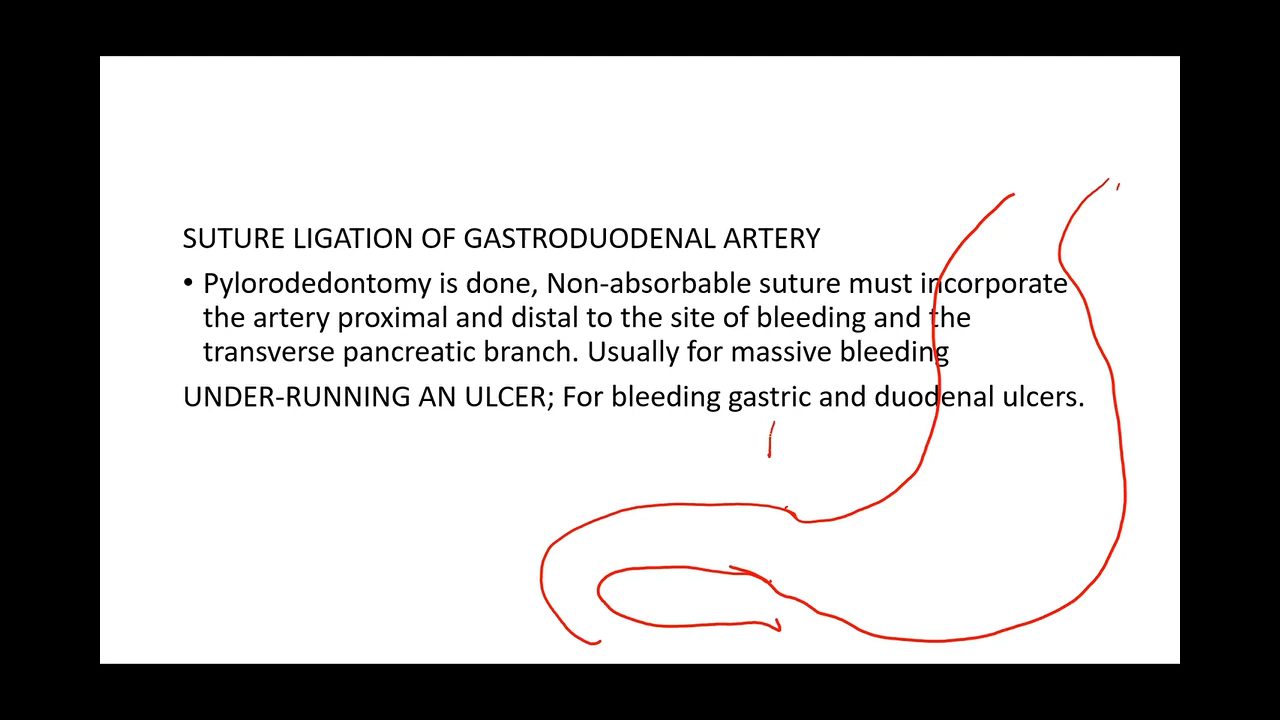 SUTURE LIGATION OF GASTRODUODENAL ARTERY
• Pylorodedontomy is done, Non-absorbable suture must incorporate
the artery proximal and distal to the site of bleeding and the
transverse pancreatic branch. Usually for massive bleeding
UNDER-RUNNING AN ULCER; For bleeding gastric and duodenal ulcers.